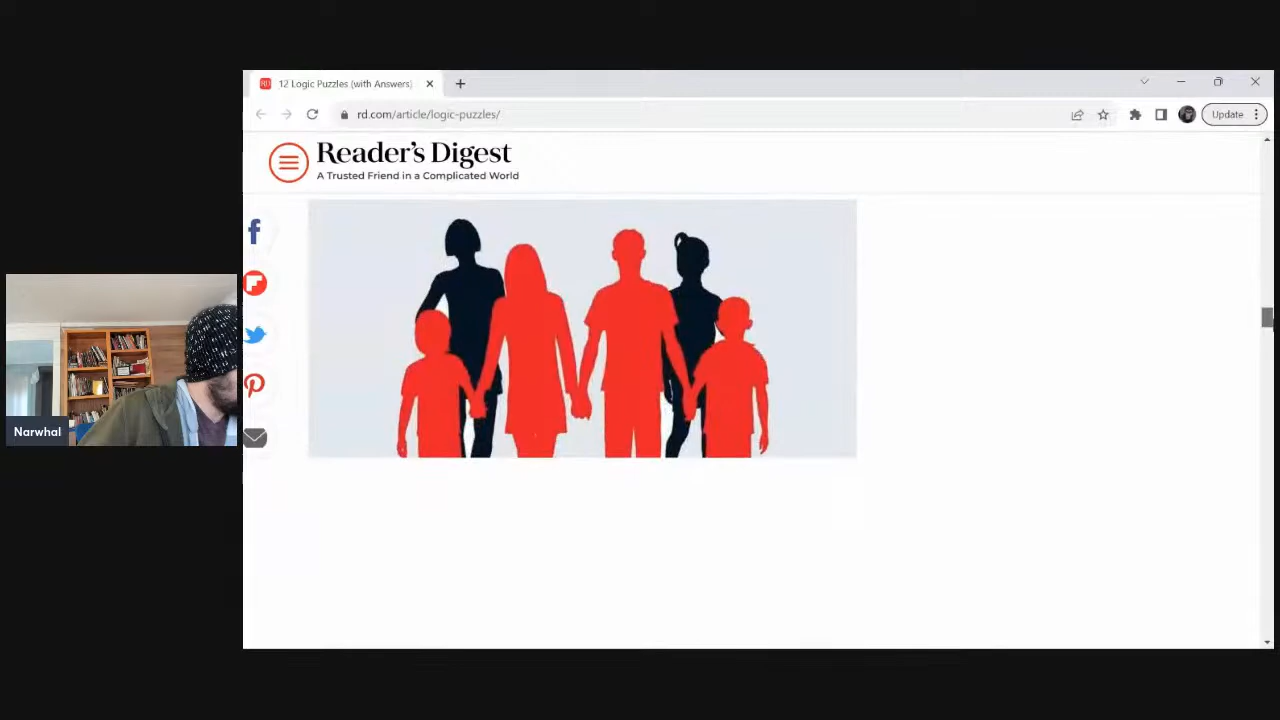 12 Logic Puzzles (with Answers)
rd.com/article/logic-puzzles/
Update
Reader's Digest
A Trusted Friend in a Complicated World
Narwhal